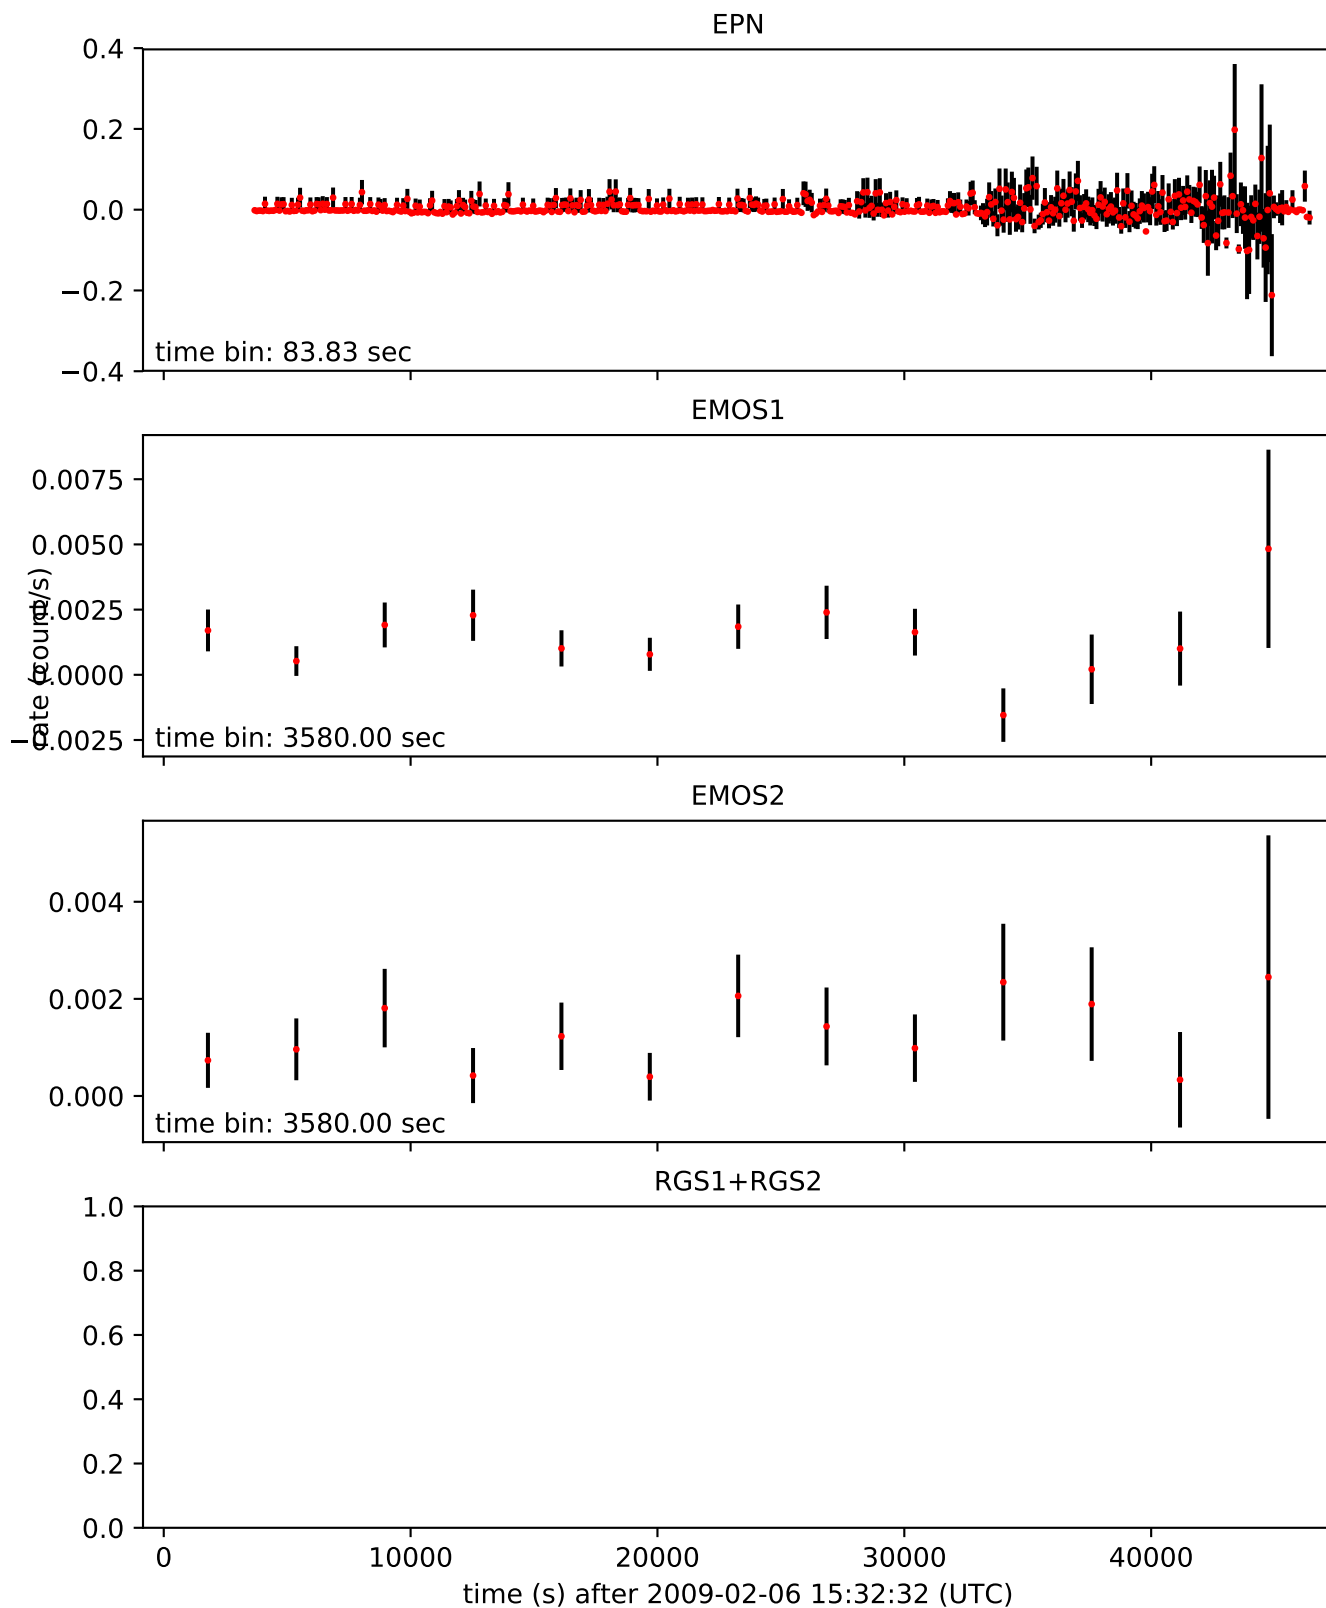 EPN
0.4
0.2
0.0
−0.2
−0.4
time bin: 83.83 sec
EMOS1
0.0075
0.0050
0.0025
0.0000
−0.0025
rate (count/s)
time bin: 3580.00 sec
EMOS2
0.004
0.002
0.000
time bin: 3580.00 sec
RGS1+RGS2
1.0
0.8
0.6
0.4
0.2
0.0
0 10000 20000 30000 40000
time (s) after 2009-02-06 15:32:32 (UTC)